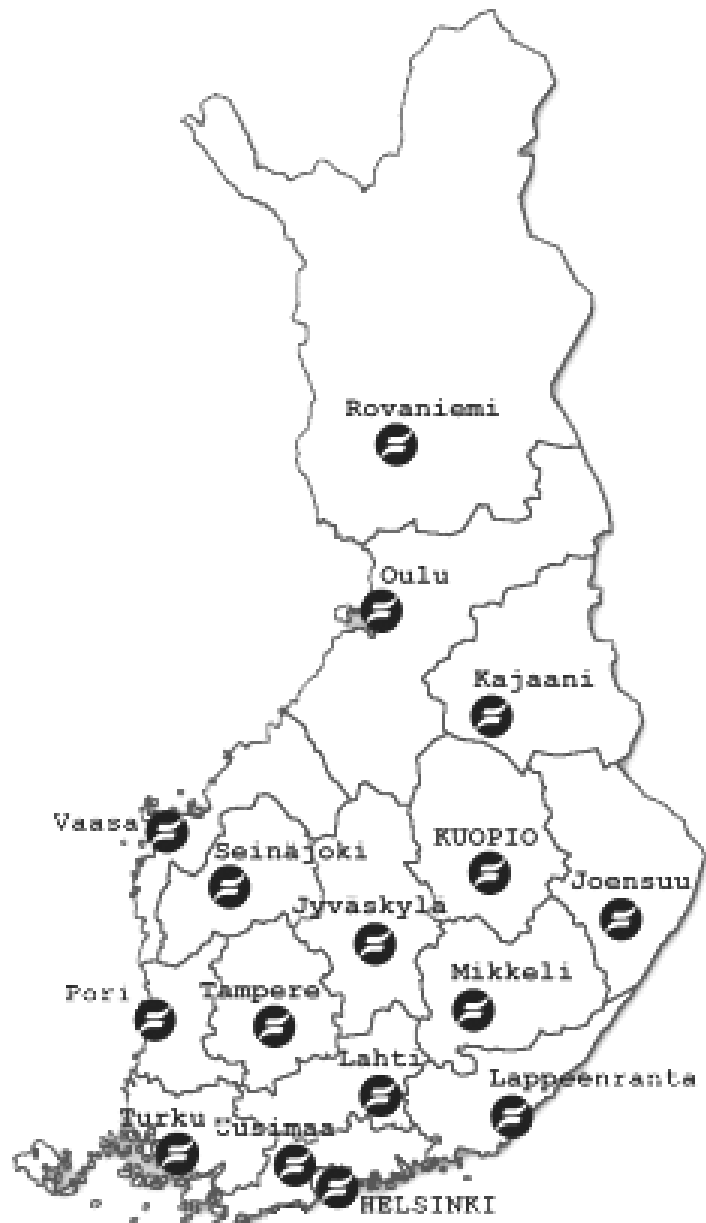 Rovaniemi
Oulu
Kajaani
Vaasa
Seinäjoki
KUOPIO
Joensuu
Jyväskylä
Mikkeli
Pori
Tampere
Lahti
Lappeenranta
Turku
Uusimaa
HELSINKI